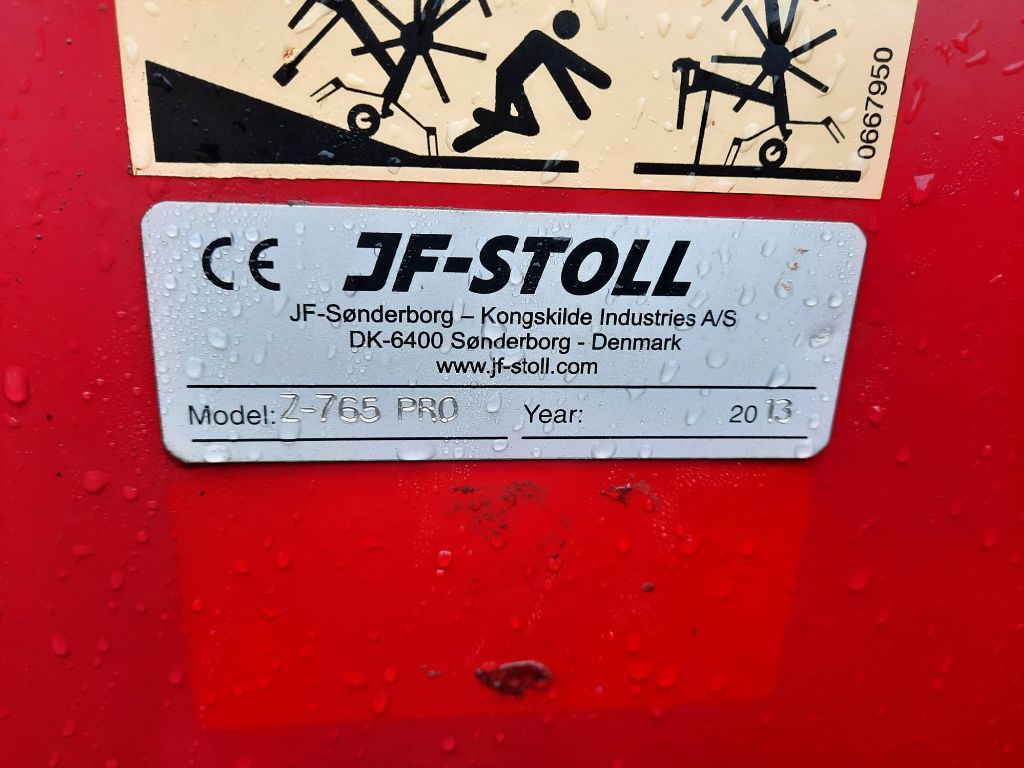 0667950
CE JF-STOLL
JF-Sønderborg – Kongskilde Industries A/S
DK-6400 Sønderborg - Denmark
www.jf-stoll.com
Model: Z-765 PRO Year: 2013